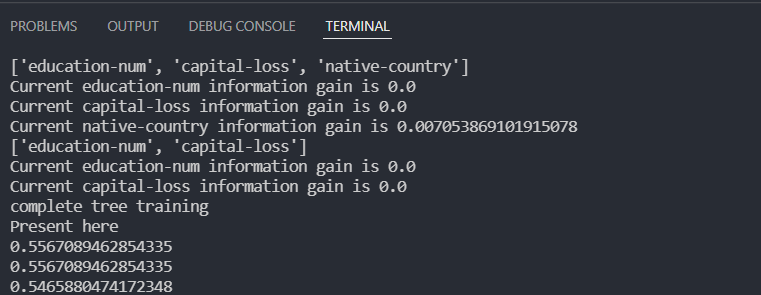 PROBLEMS OUTPUT DEBUG CONSOLE TERMINAL
['education-num', 'capital-loss', 'native-country']
Current education-num information gain is 0.0
Current capital-loss information gain is 0.0
Current native-country information gain is 0.007053869101915078
['education-num', 'capital-loss']
Current education-num information gain is 0.0
Current capital-loss information gain is 0.0
complete tree training
Present here
0.5567089462854335
0.5567089462854335
0.5465880474172348